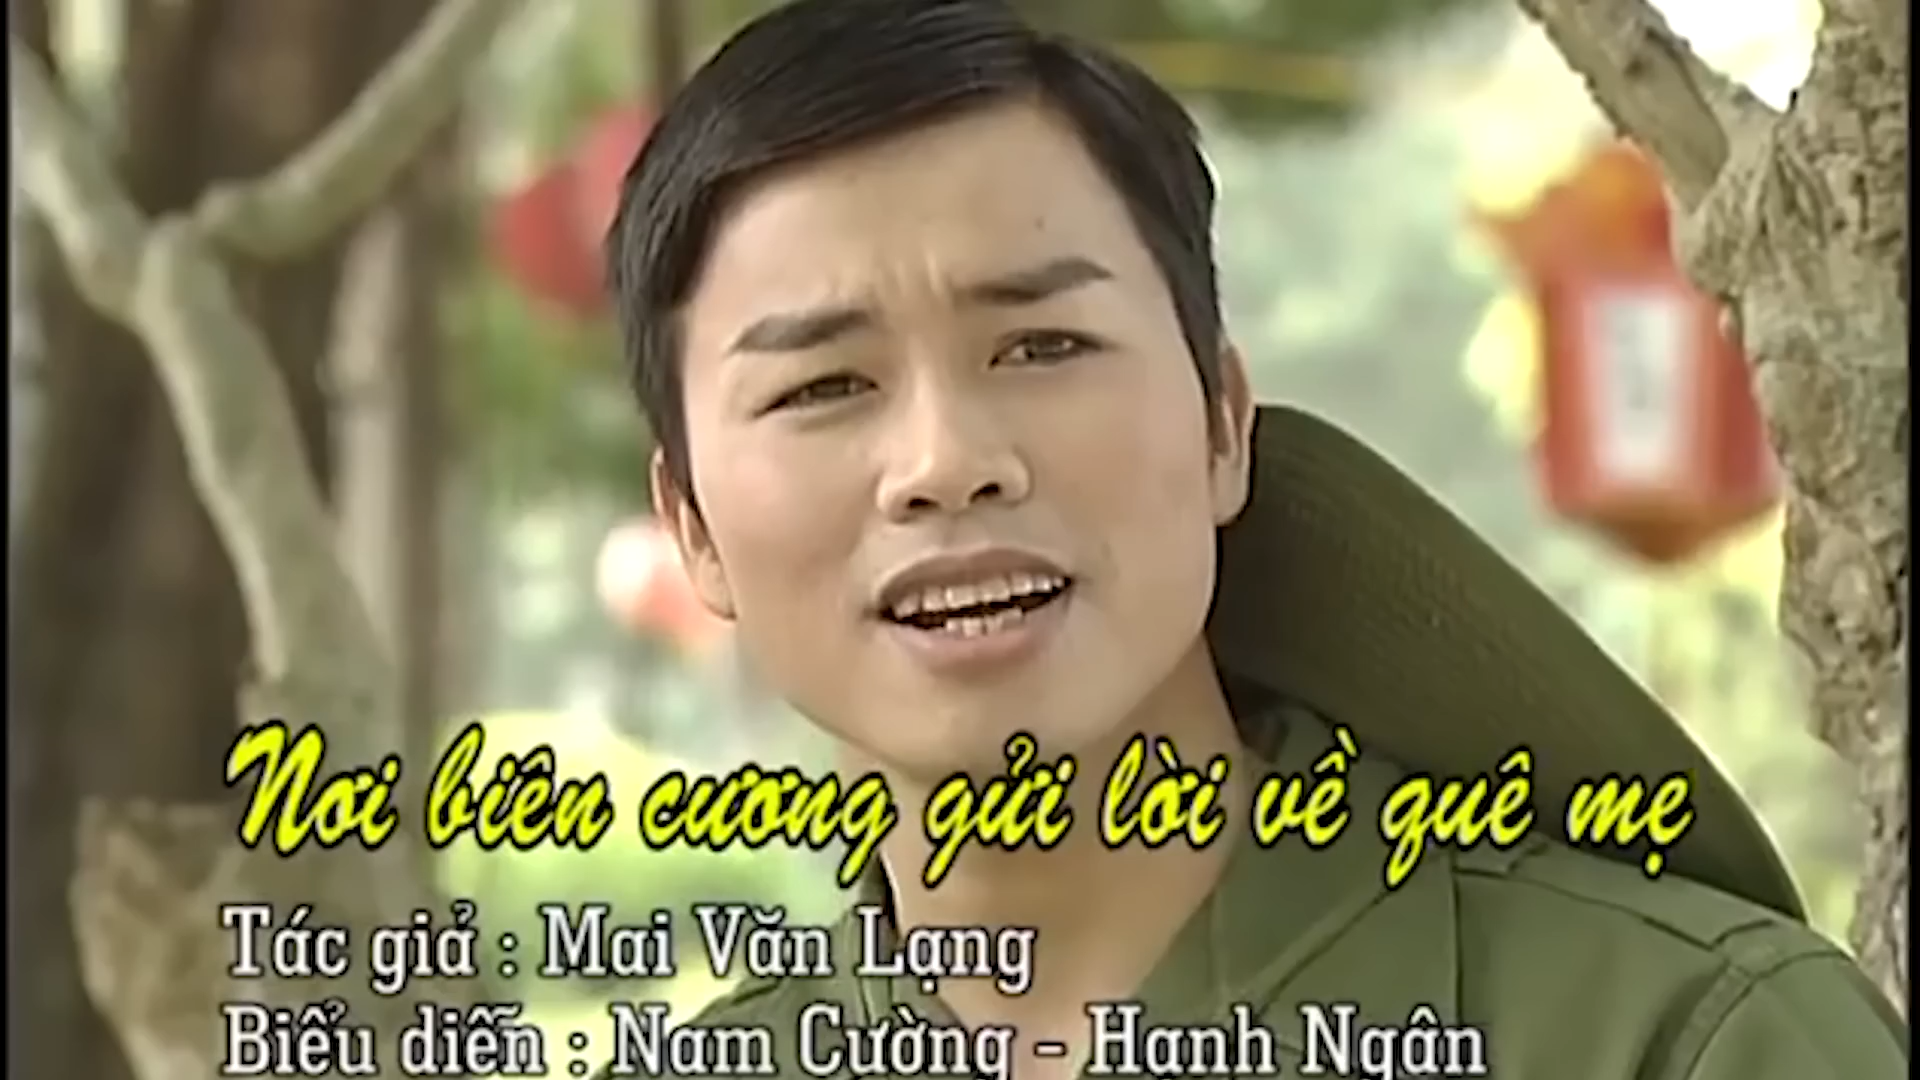 Nơi biên cương gửi lời về quê mẹ
Tác giả : Mai Văn Lạng
Biểu diễn : Nam Cường - Hạnh Ngân